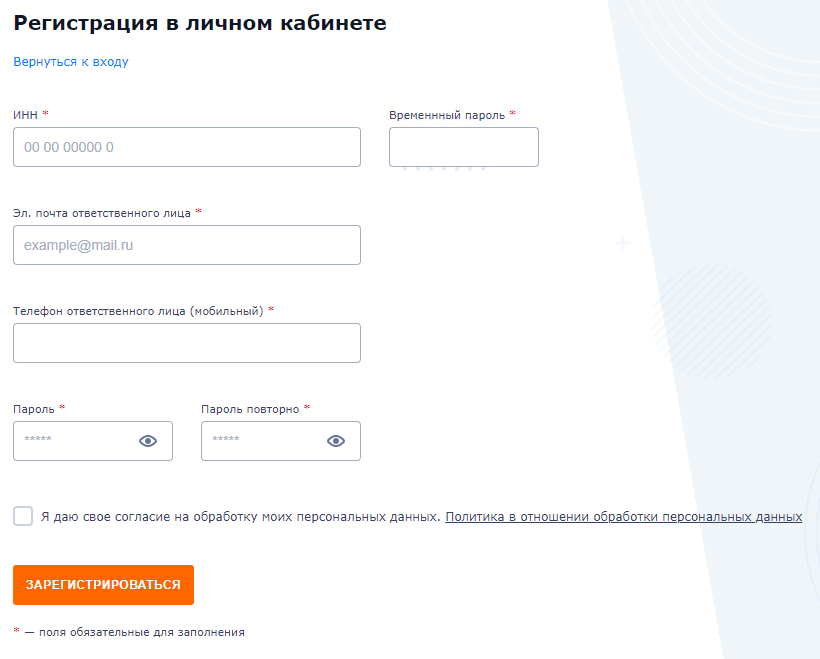 Регистрация в личном кабинете
Вернуться к входу
ИНН * Временнный пароль *
00 00 00000 0
Эл. почта ответственного лица *
example@mail.ru
Телефон ответственного лица (мобильный) *
Пароль * Пароль повторно *
***** *****
Я даю свое согласие на обработку моих персональных данных. Политика в отношении обработки персональных данных
ЗАРЕГИСТРИРОВАТЬСЯ
* — поля обязательные для заполнения